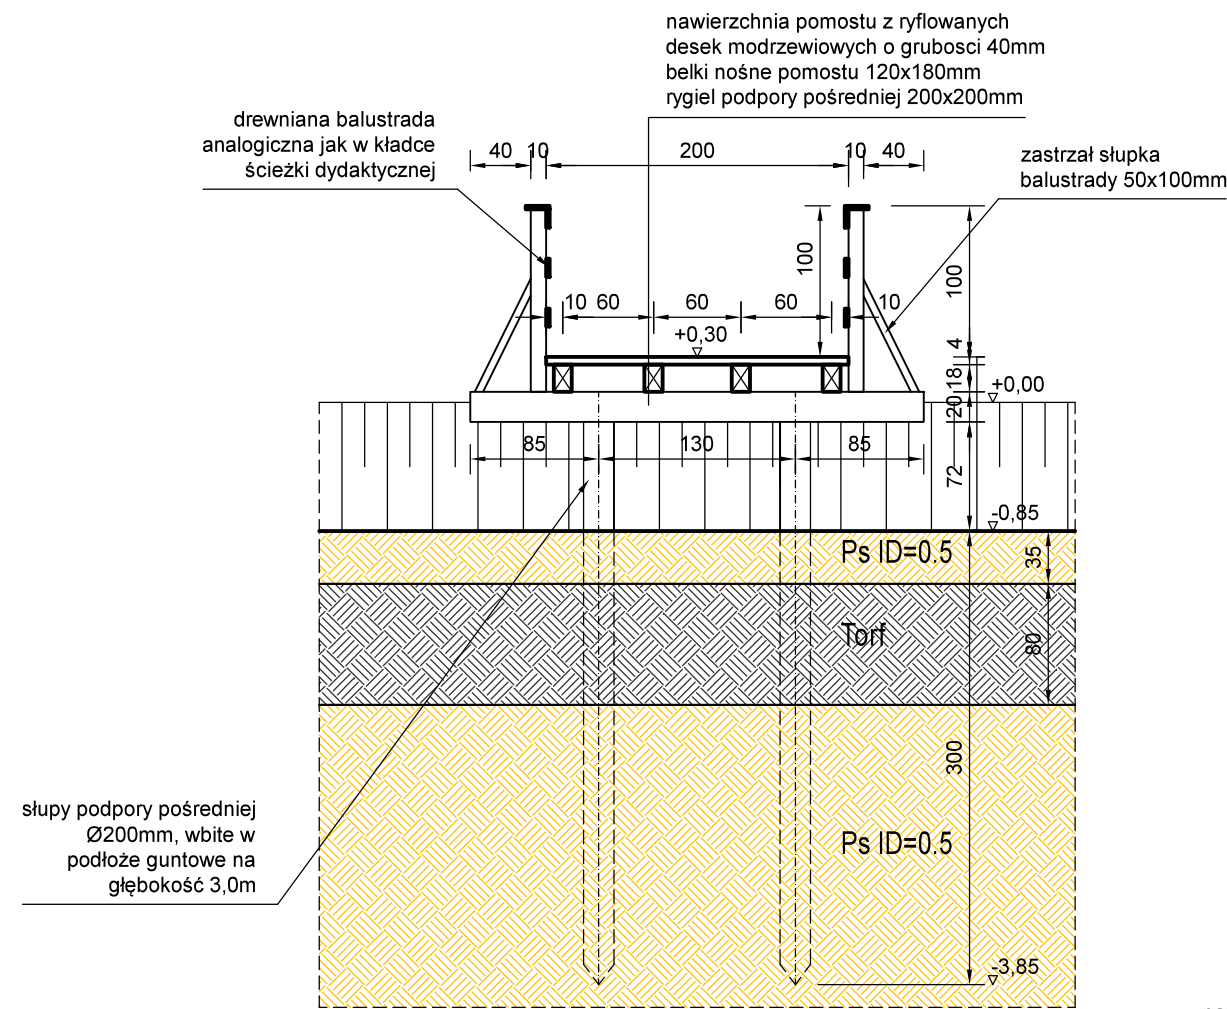 nawierzchnia pomostu z ryflowanych
desek modrzewiowych o grubosci 40mm
belki nośne pomostu 120x180mm
rygiel podpory pośredniej 200x200mm
drewniana balustrada
analogiczna jak w kładce
ścieżki dydaktycznej
40 10 200 10 40
zastrzał słupka
balustrady 50x100mm
100
100
10 60 60 60 10
+0,30
4
18
+0,00
20
85 130 85
72
-0,85
Ps ID=0.5
35
Torf
80
300
słupy podpory pośredniej
Ø200mm, wbite w
podłoże guntowe na
głębokość 3,0m
Ps ID=0.5
-3,85